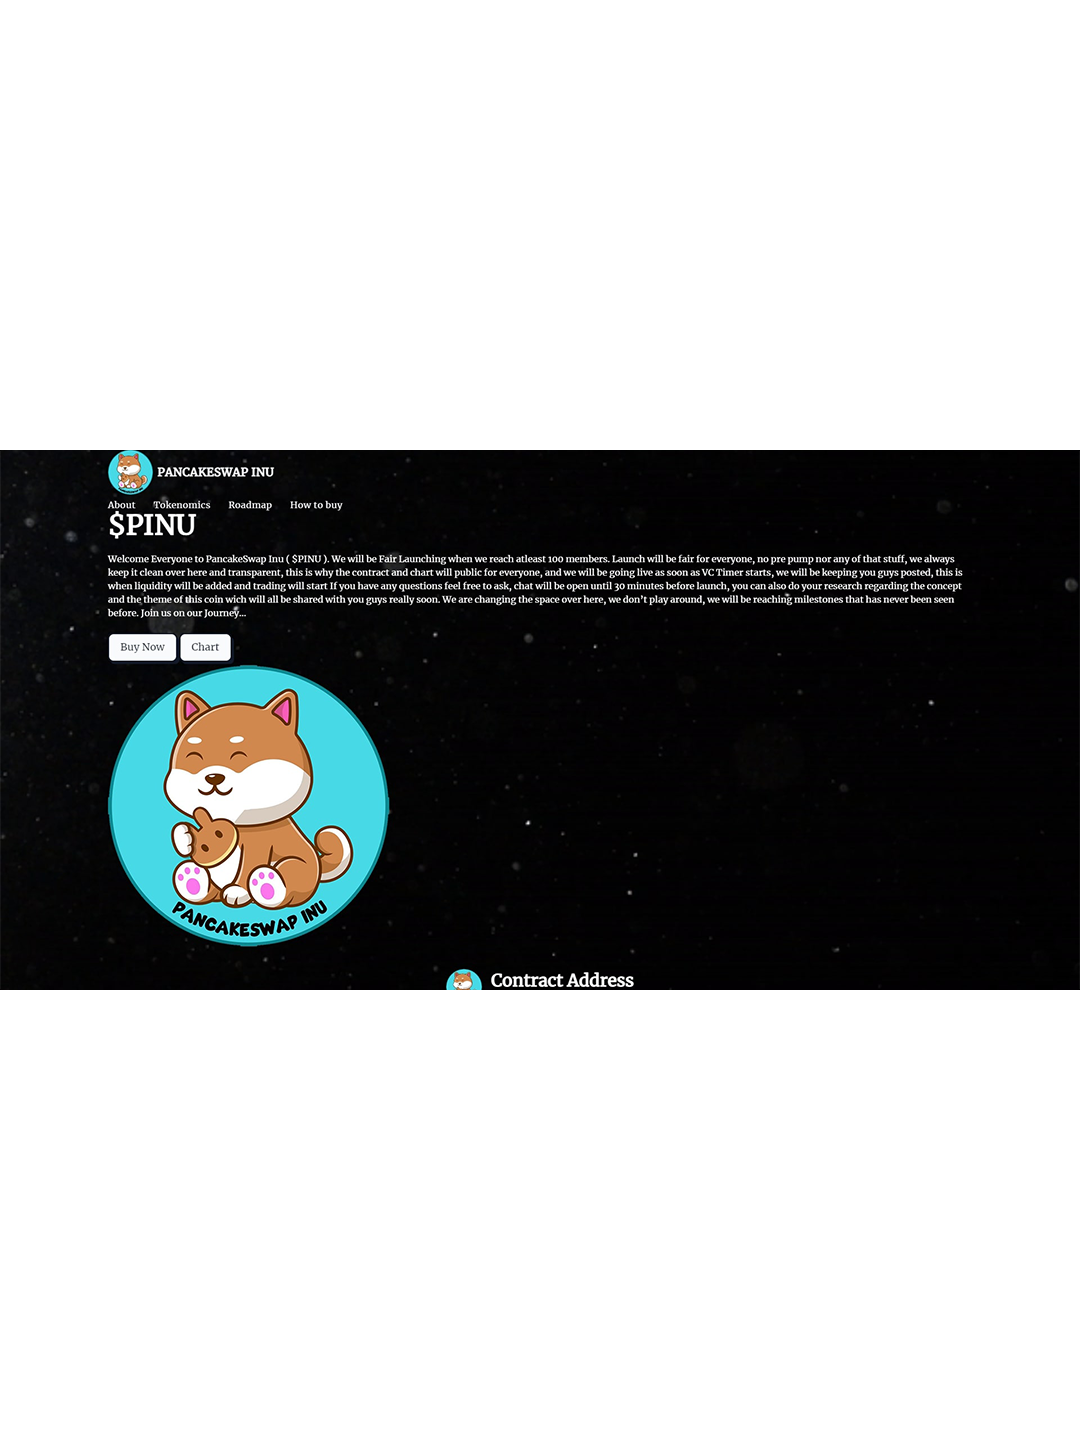 PANCAKESWAP INU
About Tokenomics Roadmap How to buy
$PINU
Welcome Everyone to PancakeSwap Inu ( $PINU ). We will be Fair Launching when we reach atleast 100 members. Launch will be fair for everyone, no pre pump nor any of that stuff, we always
keep it clean over here and transparent, this is why the contract and chart will public for everyone, and we will be going live as soon as VC Timer starts, we will be keeping you guys posted, this is
when liquidity will be added and trading will start If you have any questions feel free to ask, chat will be open until 30 minutes before launch, you can also do your research regarding the concept
and the theme of this coin wich will all be shared with you guys really soon. We are changing the space over here, we don't play around, we will be reaching milestones that has never been seen
before. Join us on our Journey...
Buy Now Chart
PANCAKESWAP INU
Contract Address